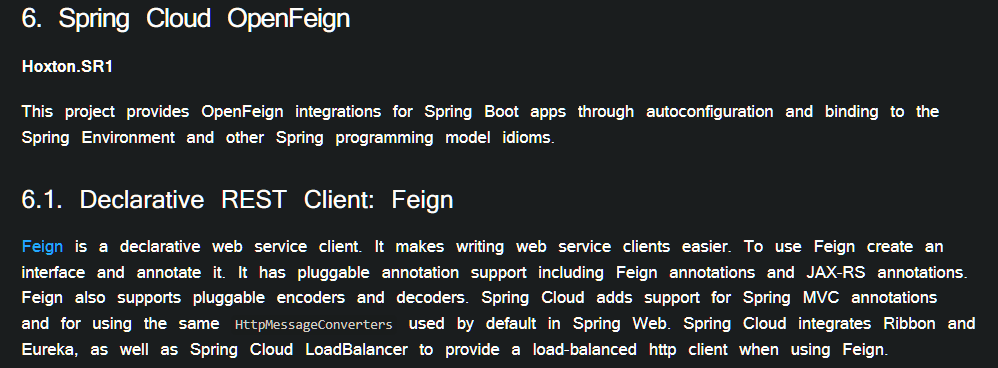 6. Spring Cloud OpenFeign
Hoxton.SR1
This project provides OpenFeign integrations for Spring Boot apps through autoconfiguration and binding to the
Spring Environment and other Spring programming model idioms.
6.1. Declarative REST Client: Feign
Feign is a declarative web service client. It makes writing web service clients easier. To use Feign create an
interface and annotate it. It has pluggable annotation support including Feign annotations and JAX-RS annotations.
Feign also supports pluggable encoders and decoders. Spring Cloud adds support for Spring MVC annotations
and for using the same HttpMessageConverters used by default in Spring Web. Spring Cloud integrates Ribbon and
Eureka, as well as Spring Cloud LoadBalancer to provide a load-balanced http client when using Feign.